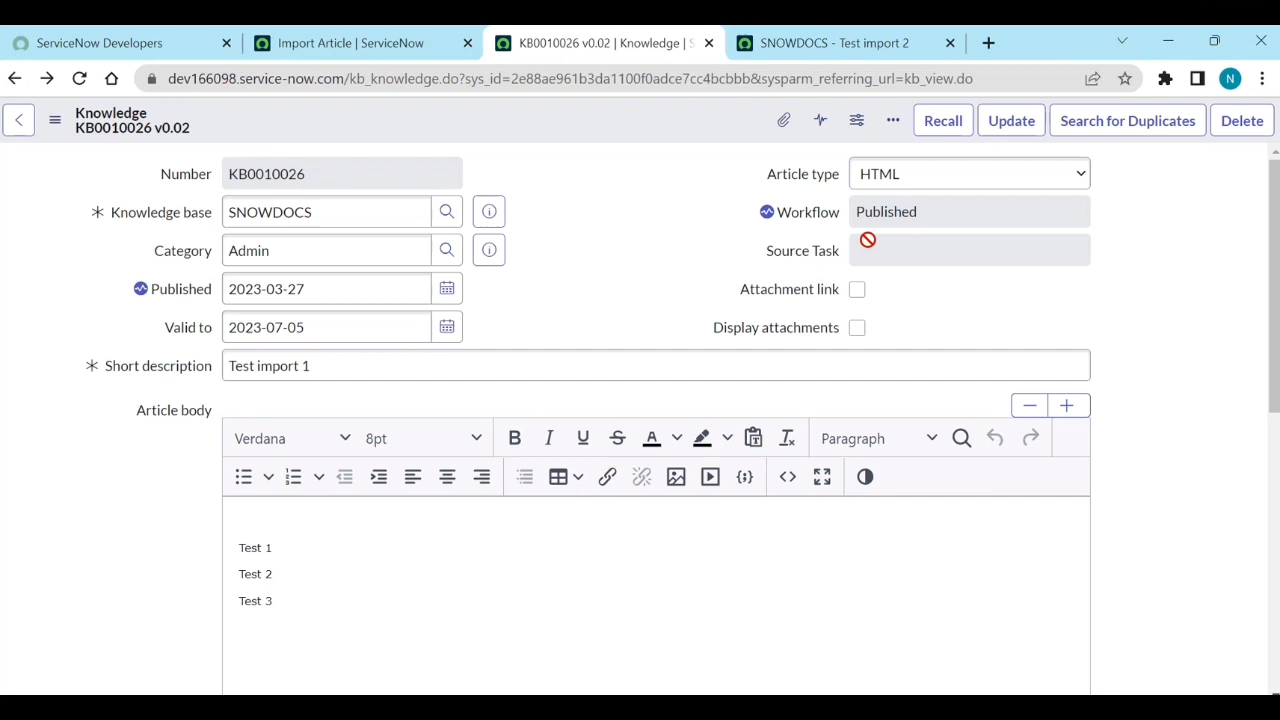 ServiceNow Developers
Import Article | ServiceNow
KB0010026 v0.02 | Knowledge | S
SNOWDOCS - Test import 2
dev166098.service-now.com/kb_knowledge.do?sys_id=2e88ae961b3da1100f0adce7cc4bcbbb&sysparm_referring_url=kb_view.do
N
Knowledge
KB0010026 v0.02
Recall
Update
Search for Duplicates
Delete
Number KB0010026
Article type HTML
Knowledge base SNOWDOCS
Workflow Published
Category Admin
Source Task
Published 2023-03-27
Attachment link
Valid to 2023-07-05
Display attachments
Short description Test import 1
Article body
Verdana 8pt B I U S A Paragraph
Test 1
Test 2
Test 3